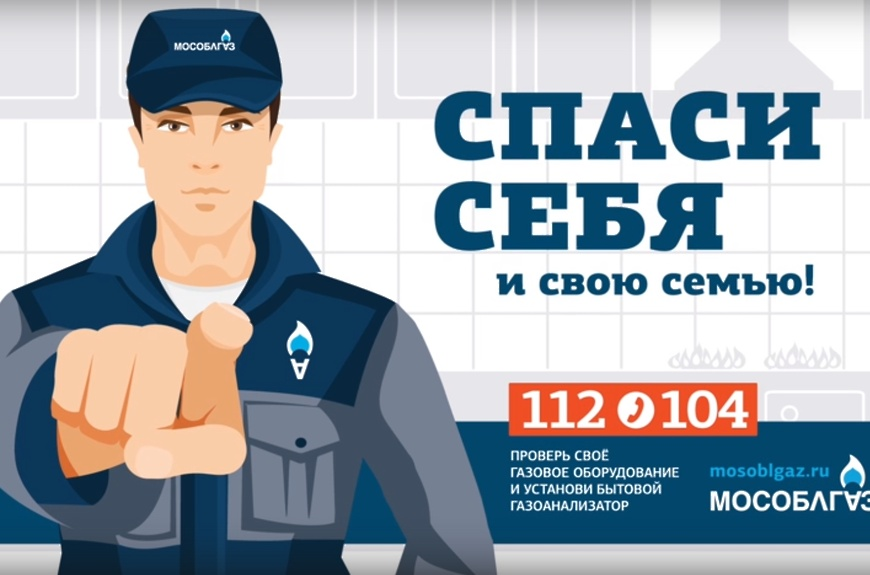 МОСОБЛГАЗ
СПАСИ
СЕБЯ
и свою семью!
112 104
ПРОВЕРЬ СВОЁ
ГАЗОВОЕ ОБОРУДОВАНИЕ
И УСТАНОВИ БЫТОВОЙ
ГАЗОАНАЛИЗАТОР
mosoblgaz.ru
МОСОБЛГАЗ